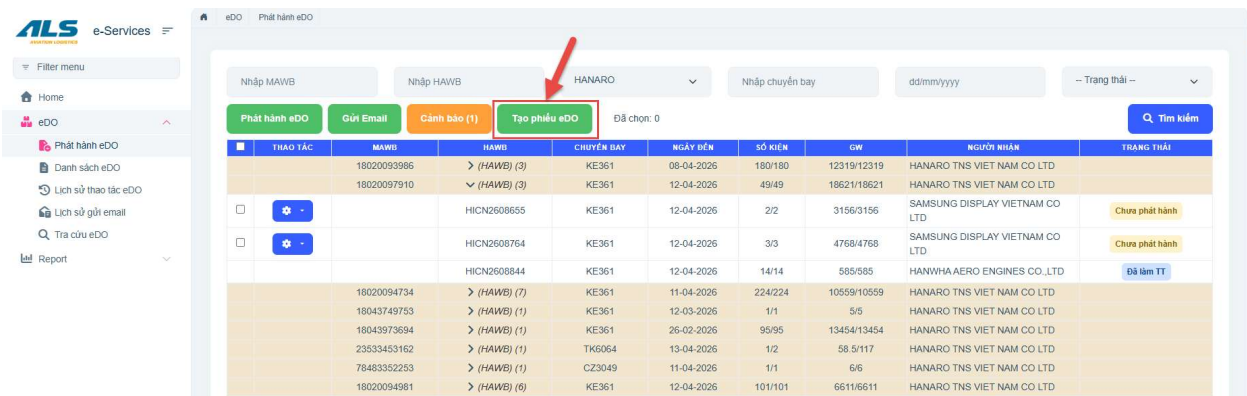 ALS e-Services
AVIATION LOGISTICS
eDO Phát hành eDO
Filter menu
Home
eDO
Phát hành eDO
Danh sách eDO
Lịch sử thao tác eDO
Lịch sử gửi email
Tra cứu eDO
Report
Nhập MAWB Nhập HAWB HANARO Nhập chuyến bay dd/mm/yyyy -- Trạng thái --
Phát hành eDO Gửi Email Cảnh báo (1) Tạo phiếu eDO Đã chọn: 0 Tìm kiếm
THAO TÁC MAWB HAWB CHUYẾN BAY NGÀY ĐẾN SỐ KIỆN GW NGƯỜI NHẬN TRẠNG THÁI
18020093986 (HAWB) (3) KE361 08-04-2026 180/180 12319/12319 HANARO TNS VIET NAM CO LTD
18020097910 (HAWB) (3) KE361 12-04-2026 49/49 18621/18621 HANARO TNS VIET NAM CO LTD
HICN2608655 KE361 12-04-2026 2/2 3156/3156 SAMSUNG DISPLAY VIETNAM CO LTD Chưa phát hành
HICN2608764 KE361 12-04-2026 3/3 4768/4768 SAMSUNG DISPLAY VIETNAM CO LTD Chưa phát hành
HICN2608844 KE361 12-04-2026 14/14 585/585 HANWHA AERO ENGINES CO.,LTD Đã làm TT
18020094734 (HAWB) (7) KE361 11-04-2026 224/224 10559/10559 HANARO TNS VIET NAM CO LTD
18043749753 (HAWB) (1) KE361 12-03-2026 1/1 5/5 HANARO TNS VIET NAM CO LTD
18043973694 (HAWB) (1) KE361 26-02-2026 95/95 13454/13454 HANARO TNS VIET NAM CO LTD
23533453162 (HAWB) (1) TK6064 13-04-2026 1/2 58.5/117 HANARO TNS VIET NAM CO LTD
78483352253 (HAWB) (1) CZ3049 11-04-2026 1/1 6/6 HANARO TNS VIET NAM CO LTD
18020094981 (HAWB) (6) KE361 12-04-2026 101/101 6611/6611 HANARO TNS VIET NAM CO LTD